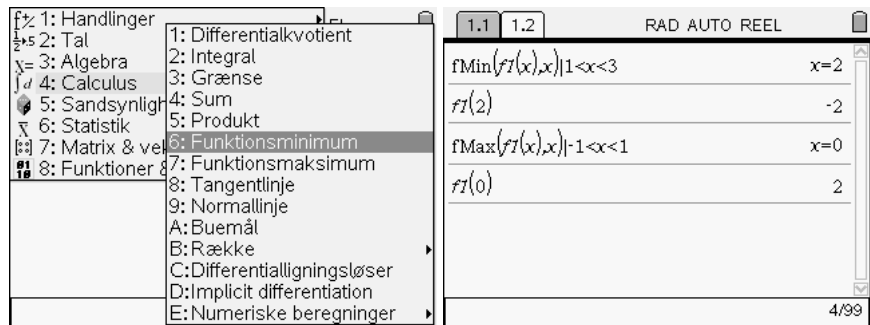 1: Handlinger
2: Tal
3: Algebra
4: Calculus
5: Sandsynligh
6: Statistik
7: Matrix & vek
8: Funktioner &
1: Differentialkvotient
2: Integral
3: Grænse
4: Sum
5: Produkt
6: Funktionsminimum
7: Funktionsmaksimum
8: Tangentlinje
9: Normallinje
A: Buemål
B: Række
C: Differentialligningsløser
D: Implicit differentiation
E: Numeriske beregninger
1.1 1.2 RAD AUTO REEL
fMin(f1(x),x)|1<x<3 x=2
f1(2) -2
fMax(f1(x),x)|-1<x<1 x=0
f1(0) 2
4/99